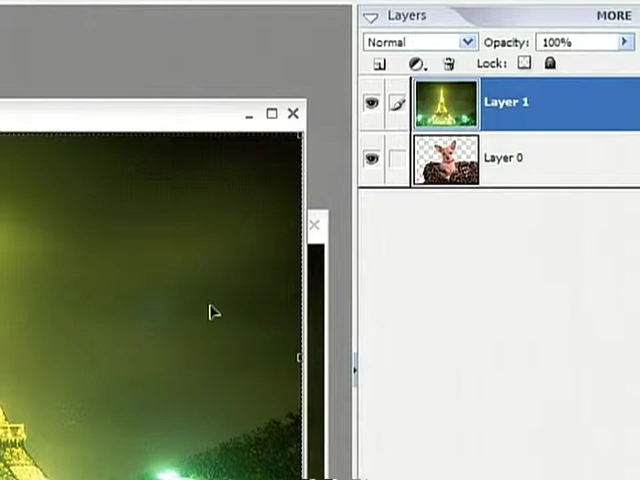 Layers MORE
Normal Opacity: 100%
Lock:
Layer 1
Layer 0